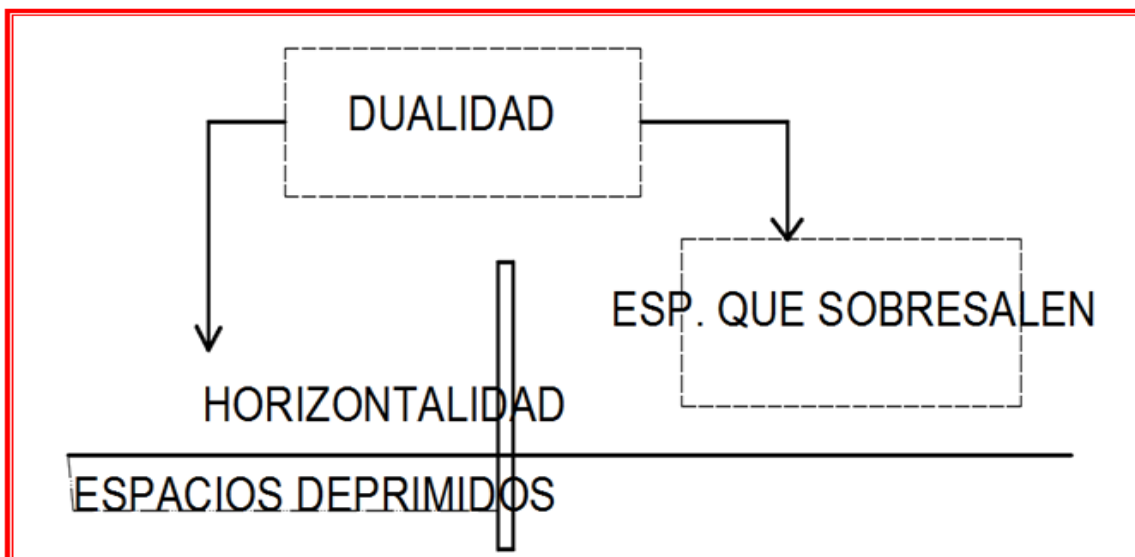 DUALIDAD
ESP. QUE SOBRESALEN
HORIZONTALIDAD
ESPACIOS DEPRIMIDOS